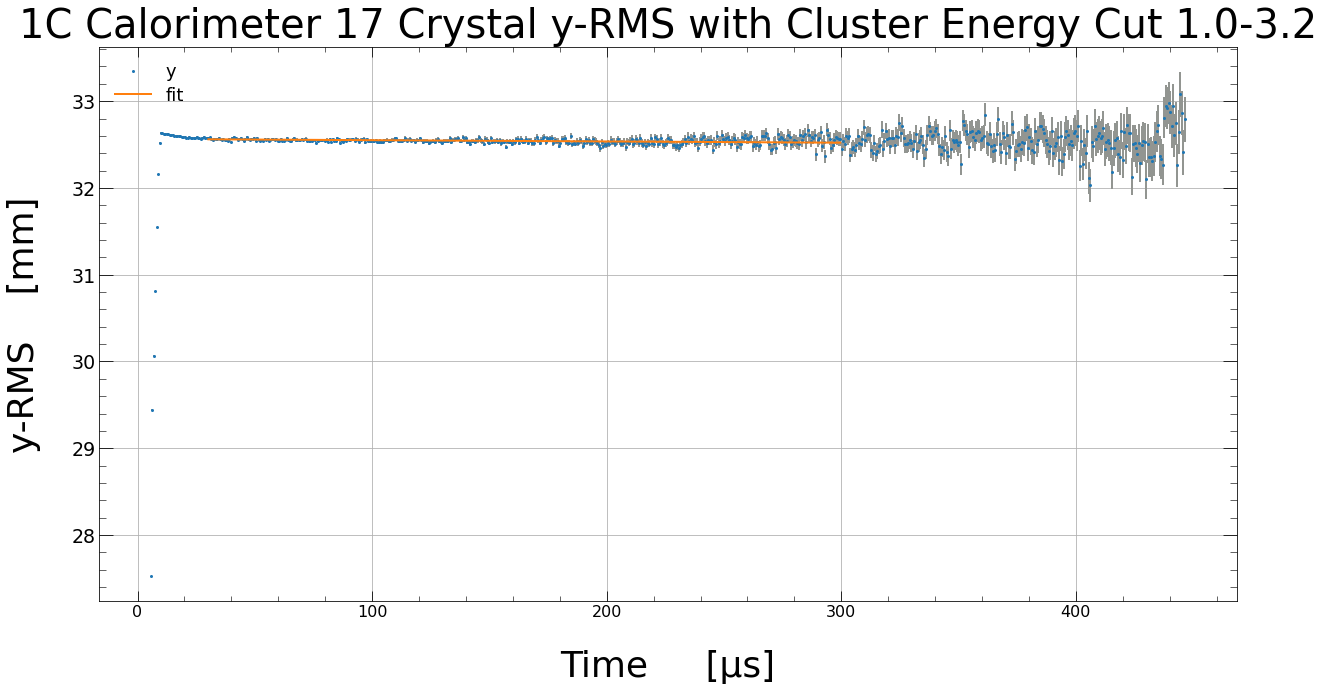 1C Calorimeter 17 Crystal y-RMS with Cluster Energy Cut 1.0-3.2
y
fit
33
32
31
30
29
28
y-RMS [mm]
0 100 200 300 400
Time [µs]